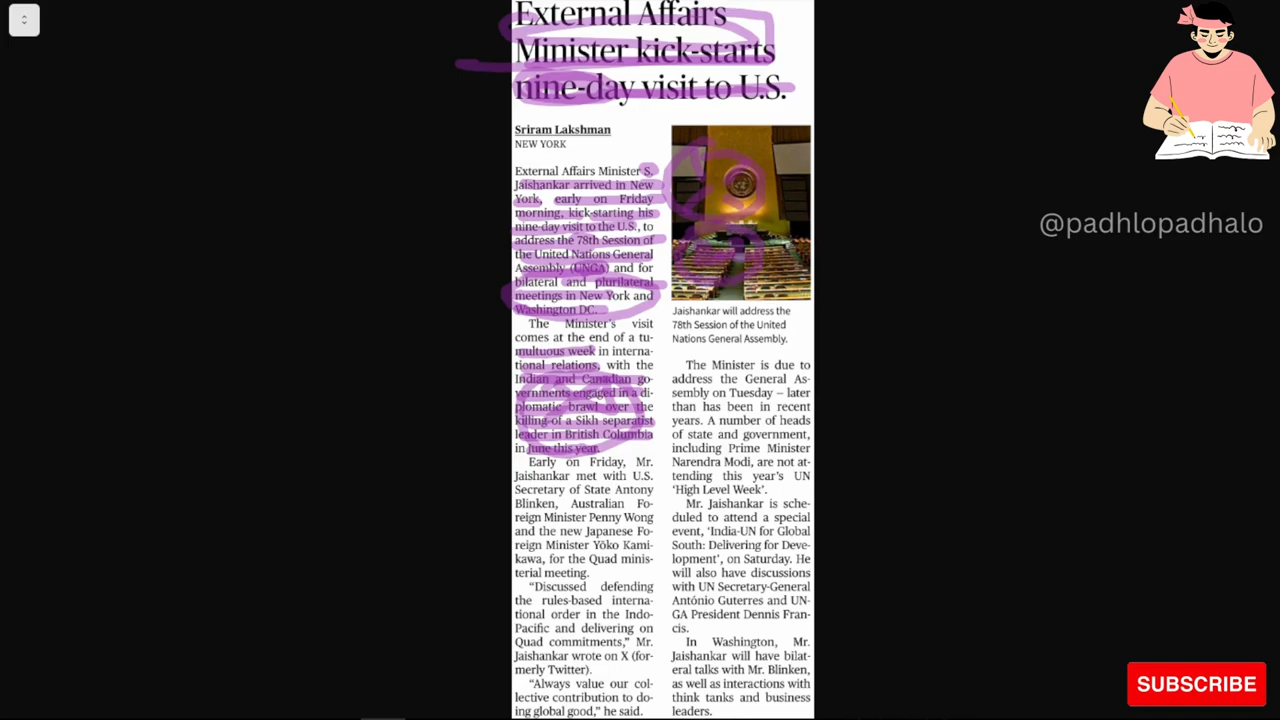 External Affairs
Minister kick-starts
nine-day visit to U.S.
Sriram Lakshman
NEW YORK
External Affairs Minister S.
Jaishankar arrived in New
York, early on Friday
morning, kick-starting his
nine-day visit to the U.S., to
address the 78th Session of
the United Nations General
Assembly (UNGA) and for
bilateral and plurilateral
meetings in New York and
Washington DC.
The Minister's visit
comes at the end of a tu-
multuous week in interna-
tional relations, with the
Indian and Canadian go-
vernments engaged in a di-
plomatic brawl over the
killing of a Sikh separatist
leader in British Columbia
in June this year.
Early on Friday, Mr.
Jaishankar met with U.S.
Secretary of State Antony
Blinken, Australian Fo-
reign Minister Penny Wong
and the new Japanese Fo-
reign Minister Yōko Kami-
kawa, for the Quad minis-
terial meeting.
“Discussed defending
the rules-based interna-
tional order in the Indo-
Pacific and delivering on
Quad commitments,” Mr.
Jaishankar wrote on X (for-
merly Twitter).
“Always value our col-
lective contribution to do-
ing global good,” he said.
Jaishankar will address the
78th Session of the United
Nations General Assembly.
The Minister is due to
address the General As-
sembly on Tuesday – later
than has been in recent
years. A number of heads
of state and government,
including Prime Minister
Narendra Modi, are not at-
tending this year's UN
‘High Level Week’.
Mr. Jaishankar is sche-
duled to attend a special
event, ‘India-UN for Global
South: Delivering for Deve-
lopment’, on Saturday. He
will also have discussions
with UN Secretary-General
António Guterres and UN-
GA President Dennis Fran-
cis.
In Washington, Mr.
Jaishankar will have bilat-
eral talks with Mr. Blinken,
as well as interactions with
think tanks and business
leaders.
@padhlopadhalo
SUBSCRIBE